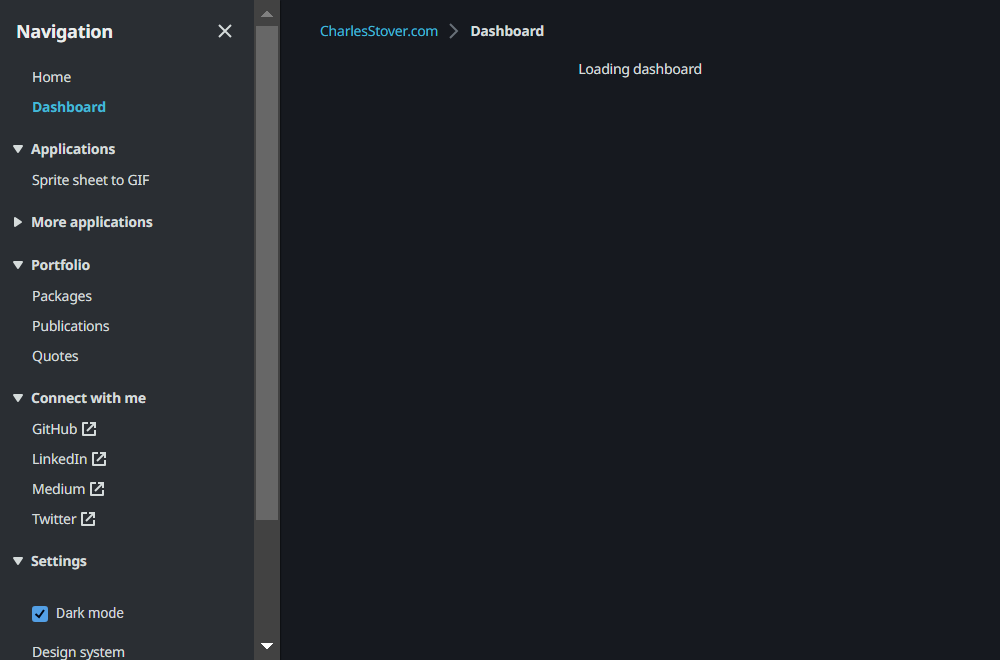 Navigation
Home
Dashboard
Applications
Sprite sheet to GIF
More applications
Portfolio
Packages
Publications
Quotes
Connect with me
GitHub
LinkedIn
Medium
Twitter
Settings
Dark mode
Design system
CharlesStover.com > Dashboard
Loading dashboard